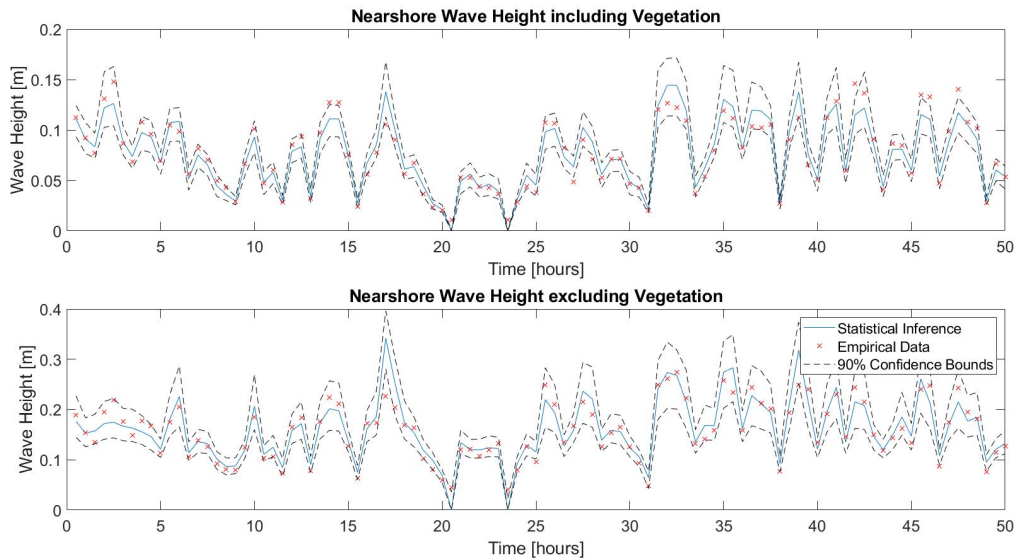 Nearshore Wave Height including Vegetation
0.2
0.15
0.1
0.05
0
Wave Height [m]
0 5 10 15 20 25 30 35 40 45 50
Time [hours]
Nearshore Wave Height excluding Vegetation
0.4
0.3
0.2
0.1
0
Wave Height [m]
Statistical Inference
Empirical Data
90% Confidence Bounds
0 5 10 15 20 25 30 35 40 45 50
Time [hours]